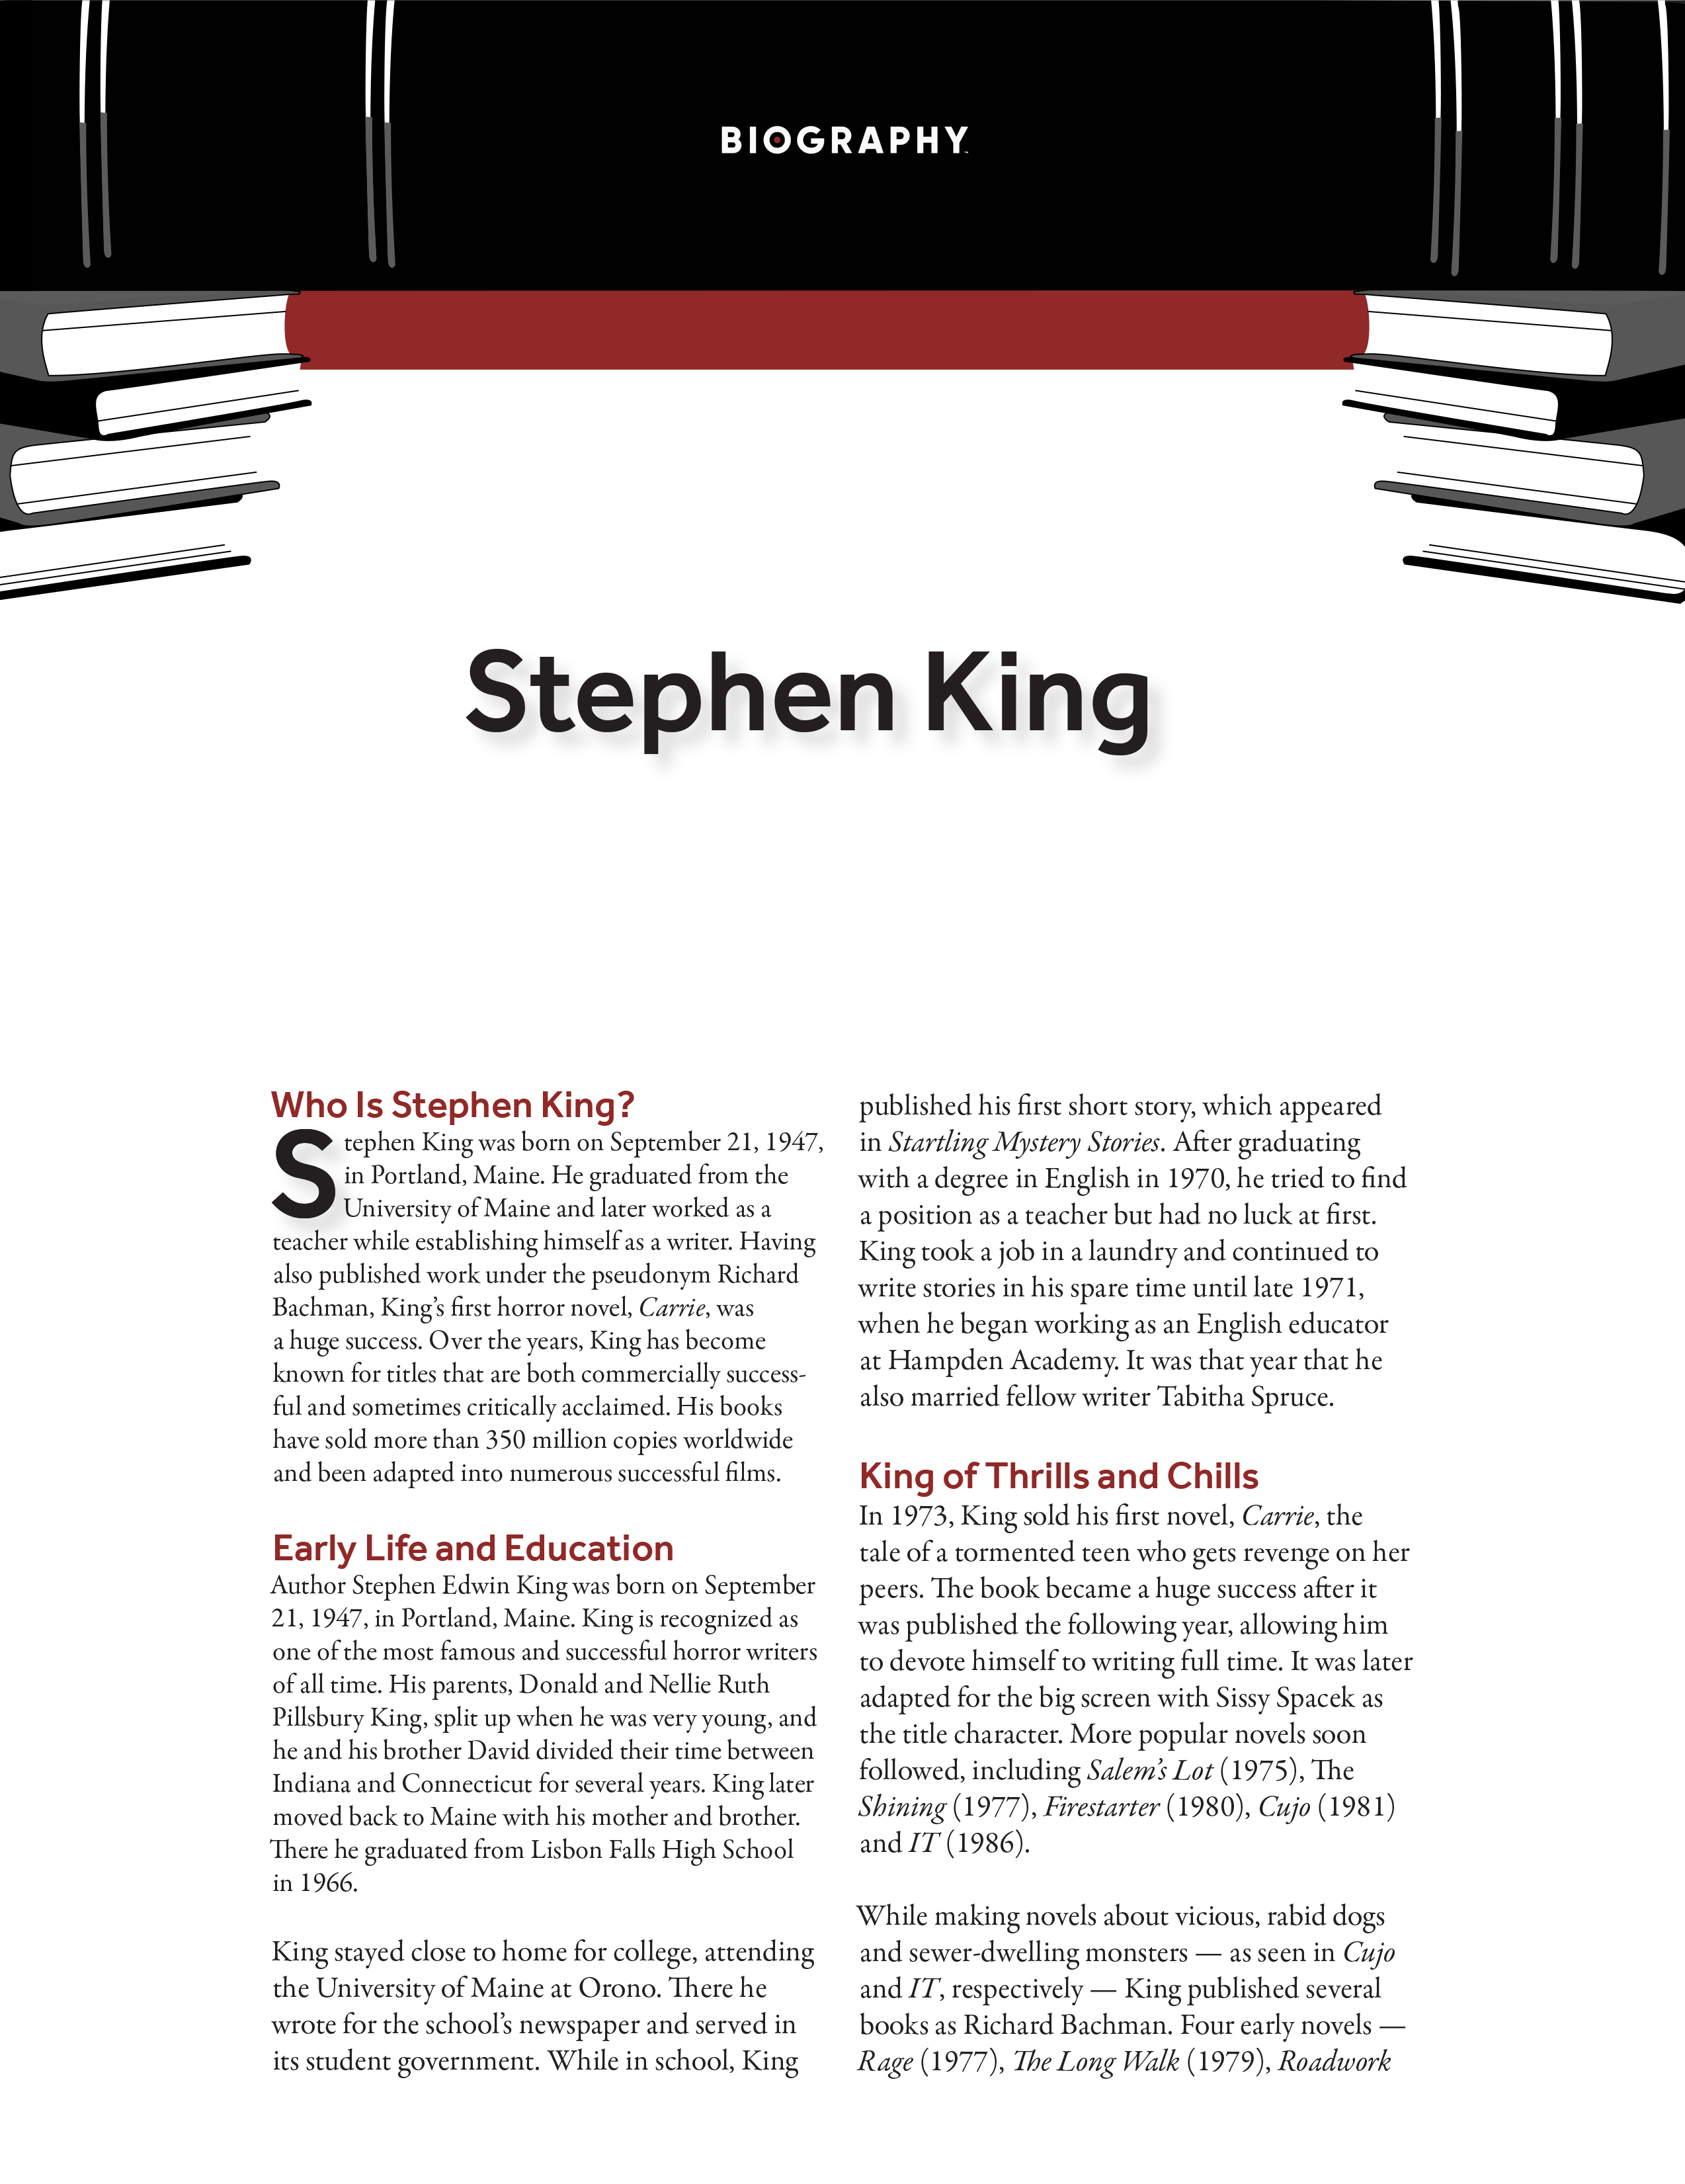 BIOGRAPHY
Stephen King
Who Is Stephen King?
Stephen King was born on September 21, 1947,
in Portland, Maine. He graduated from the
University of Maine and later worked as a
teacher while establishing himself as a writer. Having
also published work under the pseudonym Richard
Bachman, King’s first horror novel, Carrie, was
a huge success. Over the years, King has become
known for titles that are both commercially success-
ful and sometimes critically acclaimed. His books
have sold more than 350 million copies worldwide
and been adapted into numerous successful films.
Early Life and Education
Author Stephen Edwin King was born on September
21, 1947, in Portland, Maine. King is recognized as
one of the most famous and successful horror writers
of all time. His parents, Donald and Nellie Ruth
Pillsbury King, split up when he was very young, and
he and his brother David divided their time between
Indiana and Connecticut for several years. King later
moved back to Maine with his mother and brother.
There he graduated from Lisbon Falls High School
in 1966.
King stayed close to home for college, attending
the University of Maine at Orono. There he
wrote for the school’s newspaper and served in
its student government. While in school, King
published his first short story, which appeared
in Startling Mystery Stories. After graduating
with a degree in English in 1970, he tried to find
a position as a teacher but had no luck at first.
King took a job in a laundry and continued to
write stories in his spare time until late 1971,
when he began working as an English educator
at Hampden Academy. It was that year that he
also married fellow writer Tabitha Spruce.
King of Thrills and Chills
In 1973, King sold his first novel, Carrie, the
tale of a tormented teen who gets revenge on her
peers. The book became a huge success after it
was published the following year, allowing him
to devote himself to writing full time. It was later
adapted for the big screen with Sissy Spacek as
the title character. More popular novels soon
followed, including Salem’s Lot (1975), The
Shining (1977), Firestarter (1980), Cujo (1981)
and IT (1986).
While making novels about vicious, rabid dogs
and sewer-dwelling monsters — as seen in Cujo
and IT, respectively — King published several
books as Richard Bachman. Four early novels —
Rage (1977), The Long Walk (1979), Roadwork